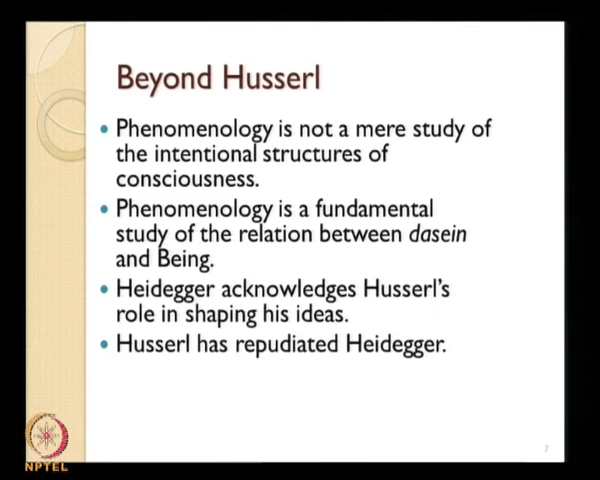 Beyond Husserl
• Phenomenology is not a mere study of
the intentional structures of
consciousness.
• Phenomenology is a fundamental
study of the relation between dasein
and Being.
• Heidegger acknowledges Husserl's
role in shaping his ideas.
• Husserl has repudiated Heidegger.
7
NPTEL